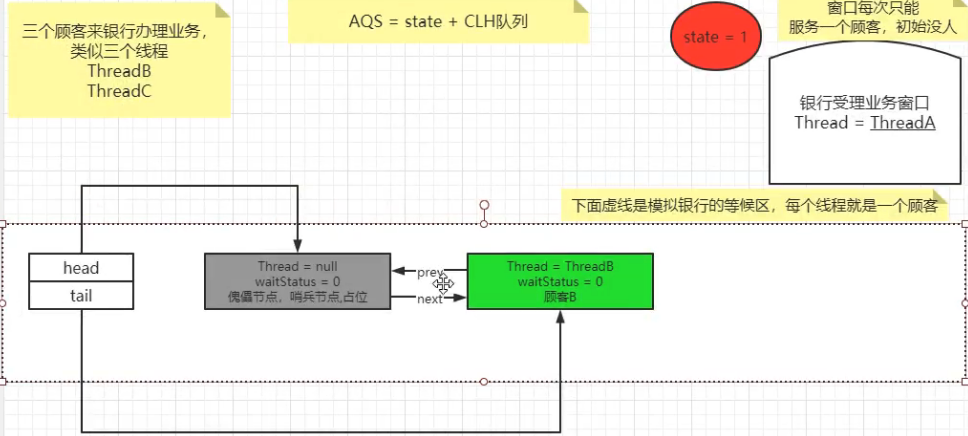 三个顾客来银行办理业务,
类似三个线程
ThreadB
ThreadC
AQS = state + CLH队列
state = 1
窗口每次只能
服务一个顾客，初始没人
银行受理业务窗口
Thread = ThreadA
下面虚线是模拟银行的等候区，每个线程就是一个顾客
head
tail
Thread = null
waitStatus = 0
傀儡节点，哨兵节点,占位
prev
next
Thread = ThreadB
waitStatus = 0
顾客B